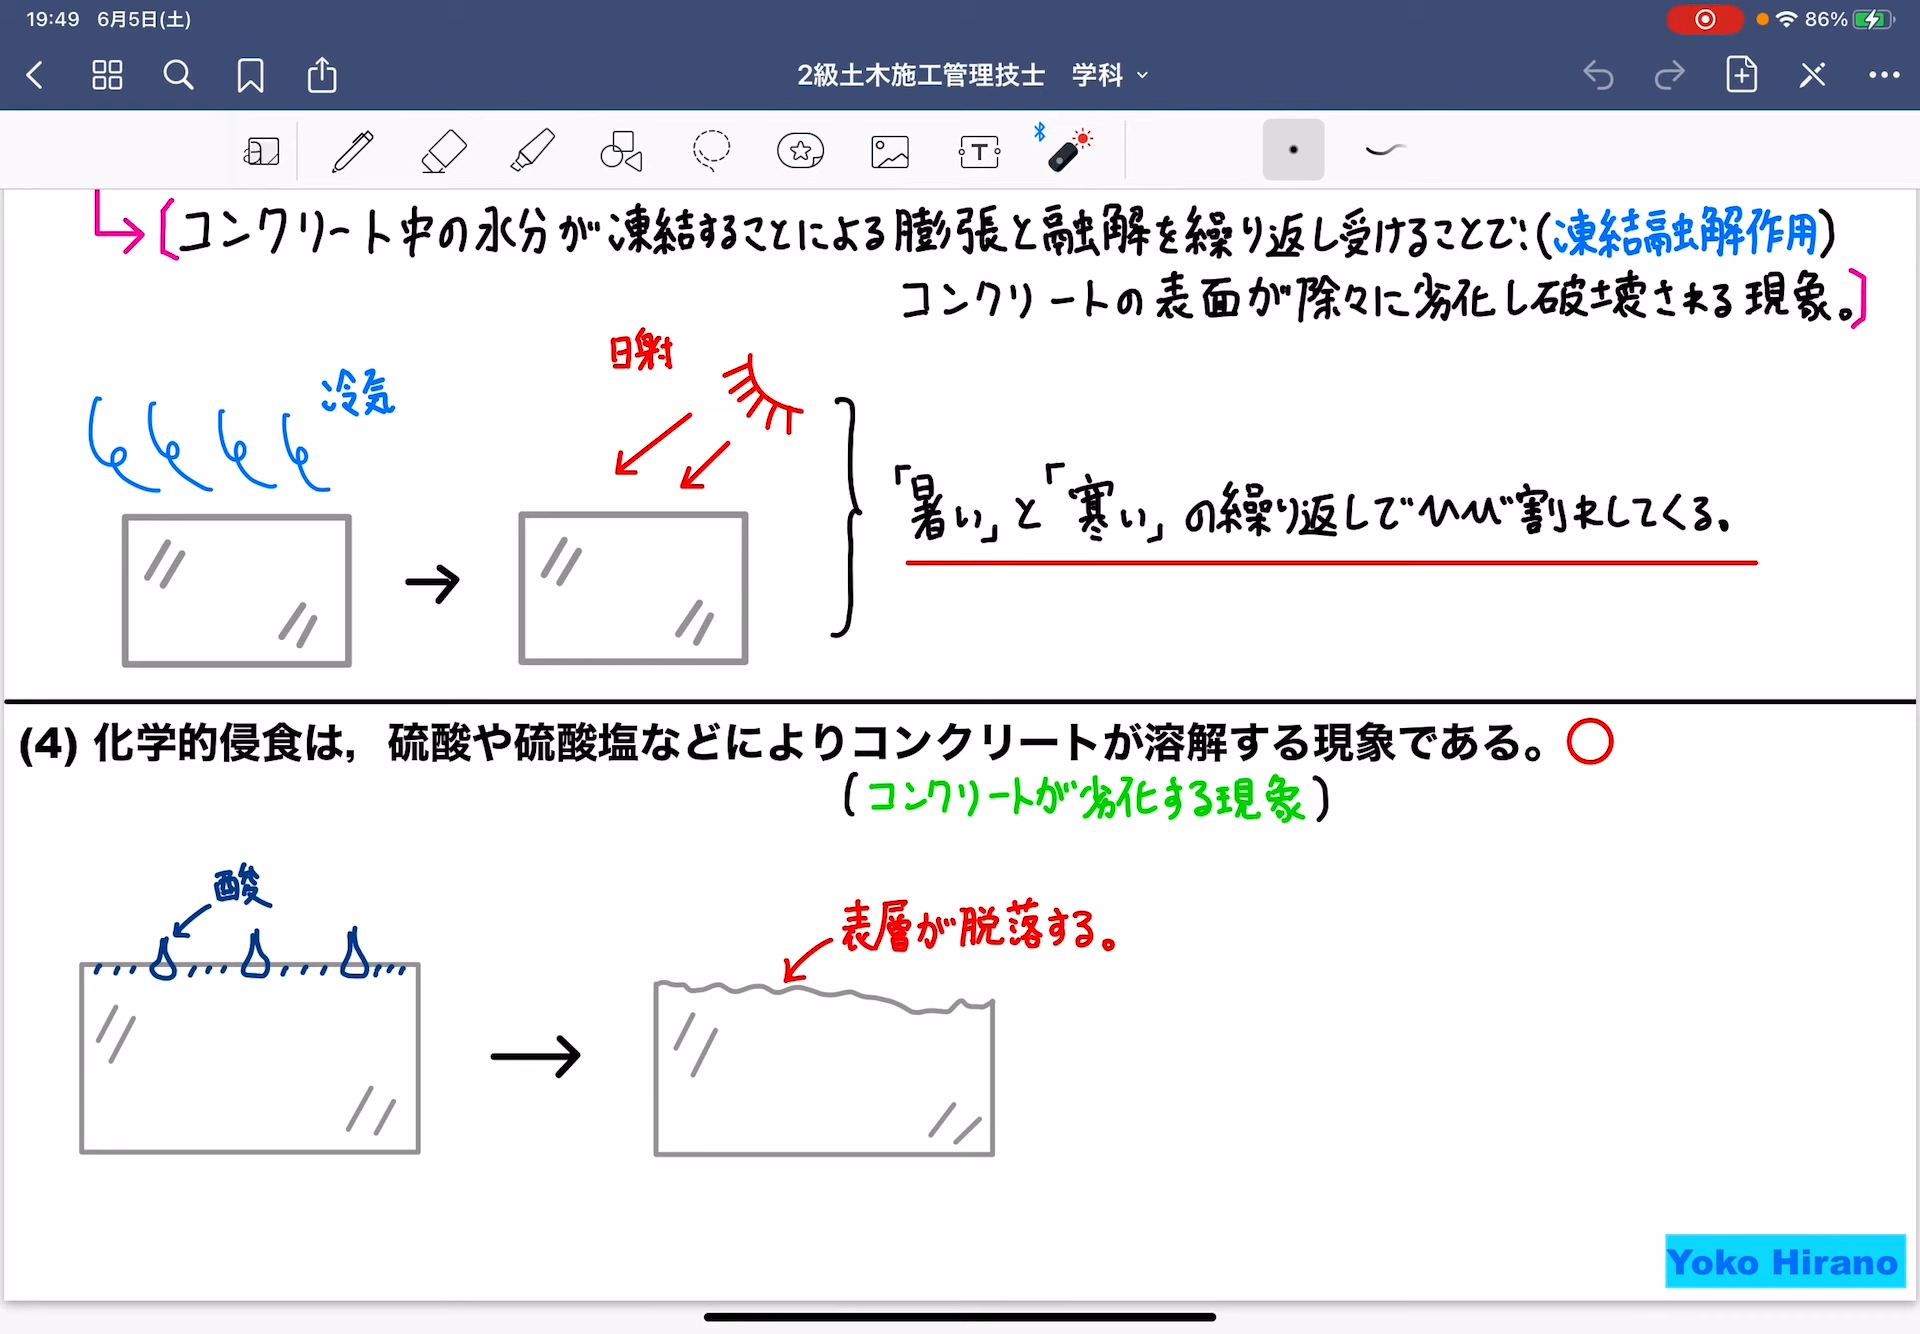 19:49 6月5日(土)
86%
2級土木施工管理技士 学科
コンクリート中の水分が凍結することによる膨張と融解を繰り返し受けることで(凍結融解作用)
コンクリートの表面が除々に劣化し破壊される現象。
日射
冷気
「暑い」と「寒い」の繰り返しでひび割れしてくる。
(4) 化学的侵食は，硫酸や硫酸塩などによりコンクリートが溶解する現象である。○
(コンクリートが劣化する現象)
酸
表層が脱落する。
Yoko Hirano